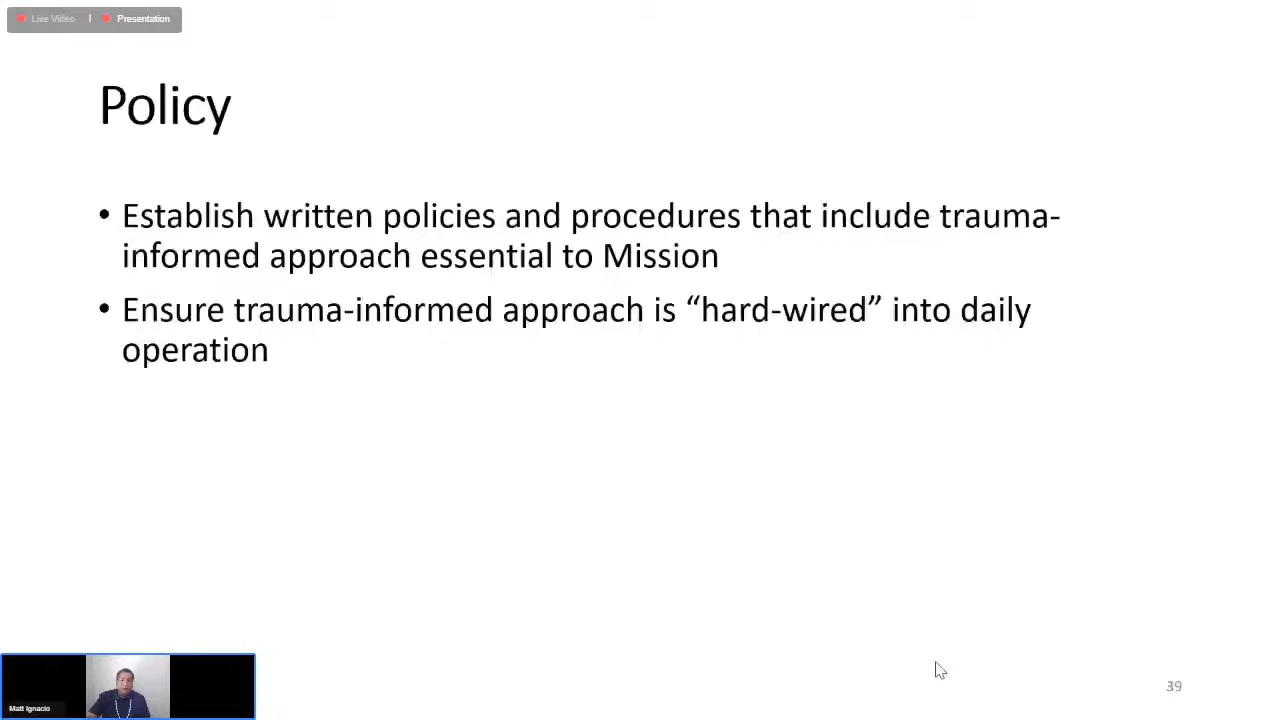 Live Video | Presentation
Policy
• Establish written policies and procedures that include trauma-
informed approach essential to Mission
• Ensure trauma-informed approach is “hard-wired” into daily
operation
Matt Ignacio
39